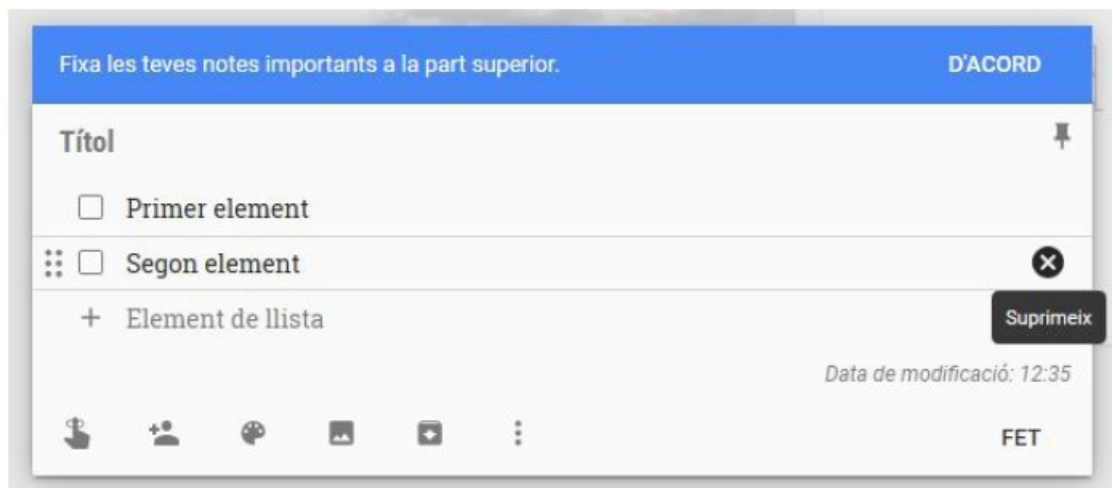 Fixa les teves notes importants a la part superior. D'ACORD
Títol
Primer element
Segon element
Element de llista
Suprimeix
Data de modificació: 12:35
FET